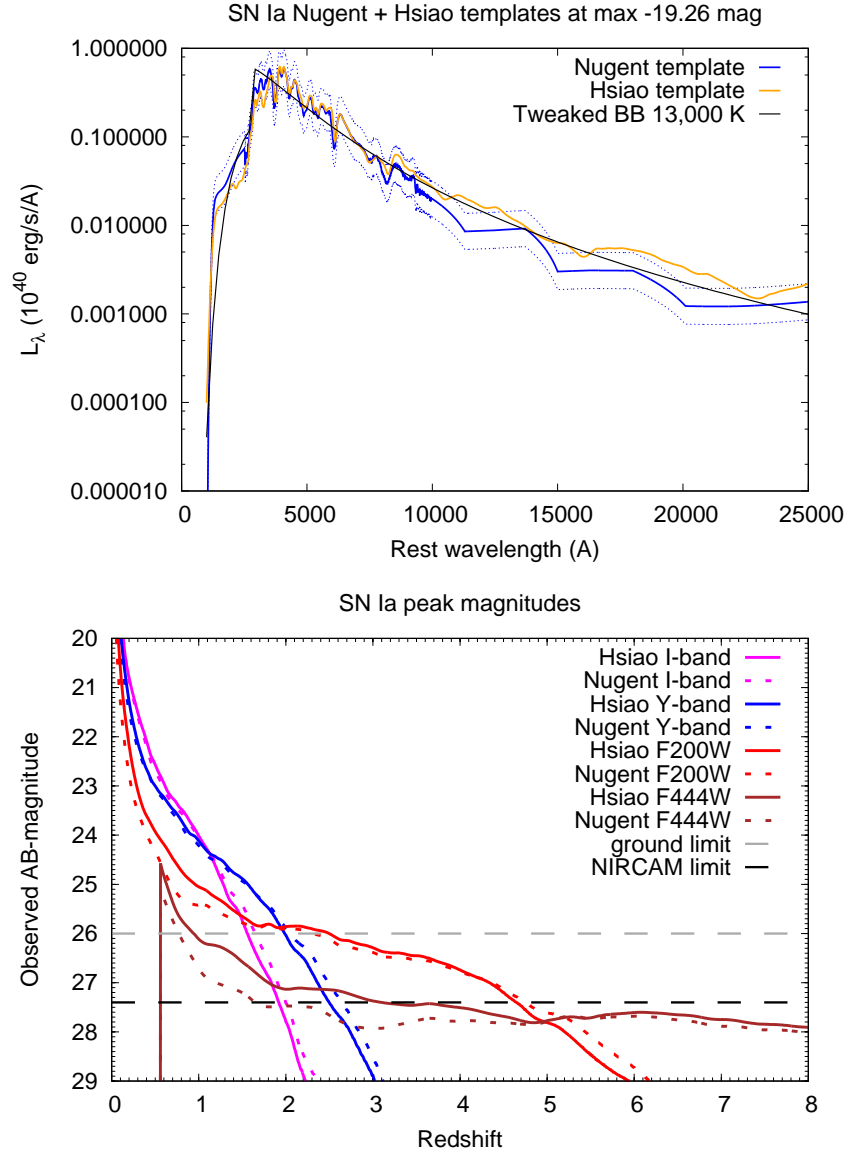 SN Ia Nugent + Hsiao templates at max -19.26 mag
1.000000
0.100000
0.010000
0.001000
0.000100
0.000010
L_λ (10^40 erg/s/A)
Nugent template
Hsiao template
Tweaked BB 13,000 K
0 5000 10000 15000 20000 25000
Rest wavelength (A)
SN Ia peak magnitudes
20
21
22
23
24
25
26
27
28
29
Observed AB-magnitude
Hsiao I-band
Nugent I-band
Hsiao Y-band
Nugent Y-band
Hsiao F200W
Nugent F200W
Hsiao F444W
Nugent F444W
ground limit
NIRCAM limit
0 1 2 3 4 5 6 7 8
Redshift